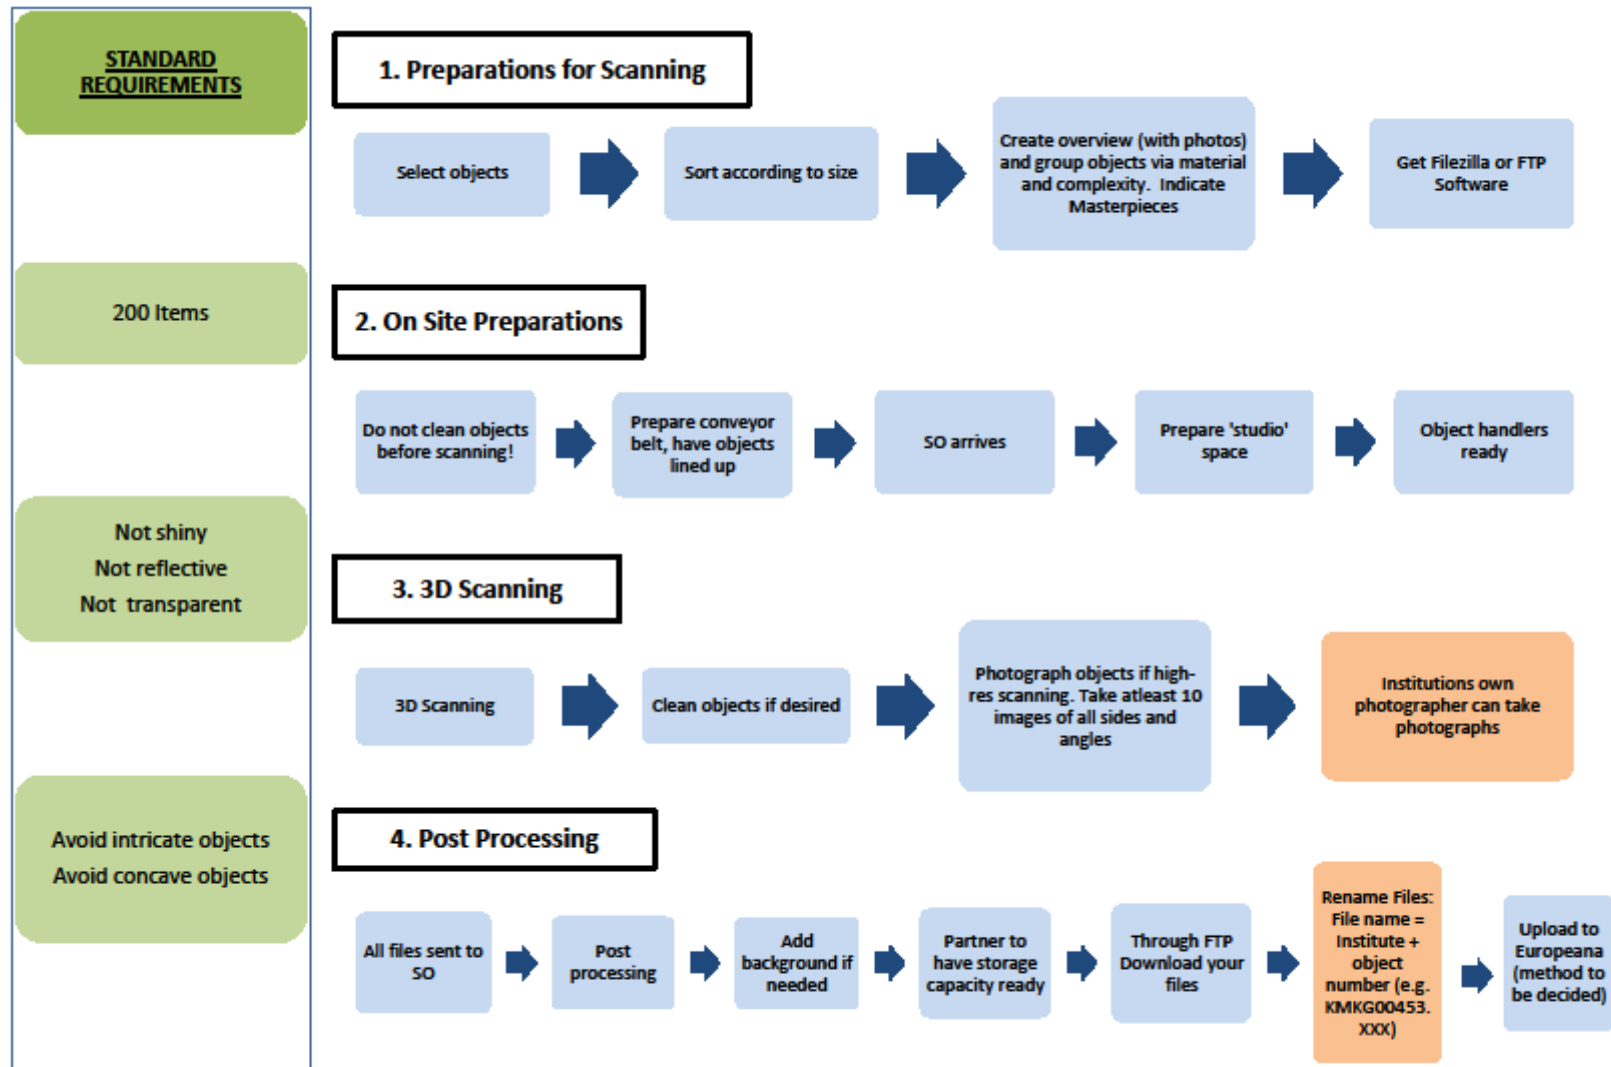 STANDARD
REQUIREMENTS
200 Items
Not shiny
Not reflective
Not transparent
Avoid intricate objects
Avoid concave objects
1. Preparations for Scanning
Select objects
Sort according to size
Create overview (with photos)
and group objects via material
and complexity. Indicate
Masterpieces
Get Filezilla or FTP
Software
2. On Site Preparations
Do not clean objects
before scanning!
Prepare conveyor
belt, have objects
lined up
SO arrives
Prepare 'studio'
space
Object handlers
ready
3. 3D Scanning
3D Scanning
Clean objects if desired
Photograph objects if high-
res scanning. Take atleast 10
images of all sides and
angles
Institutions own
photographer can take
photographs
4. Post Processing
All files sent to
SO
Post
processing
Add
background if
needed
Partner to
have storage
capacity ready
Through FTP
Download your
files
Rename Files:
File name =
Institute +
object
number (e.g.
KMKG00453.
XXX)
Upload to
Europeana
(method to
be decided)